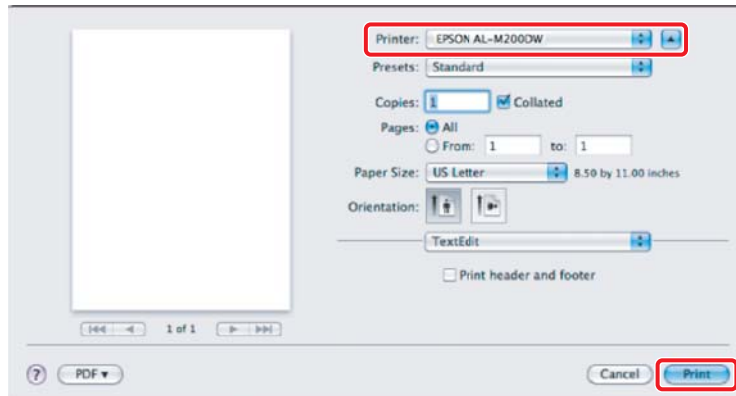 Printer: EPSON AL-M200DW
Presets: Standard
Copies: 1 Collated
Pages: All
From: 1 to: 1
Paper Size: US Letter 8.50 by 11.00 inches
Orientation:
TextEdit
Print header and footer
1 of 1
? PDF ▾ Cancel Print